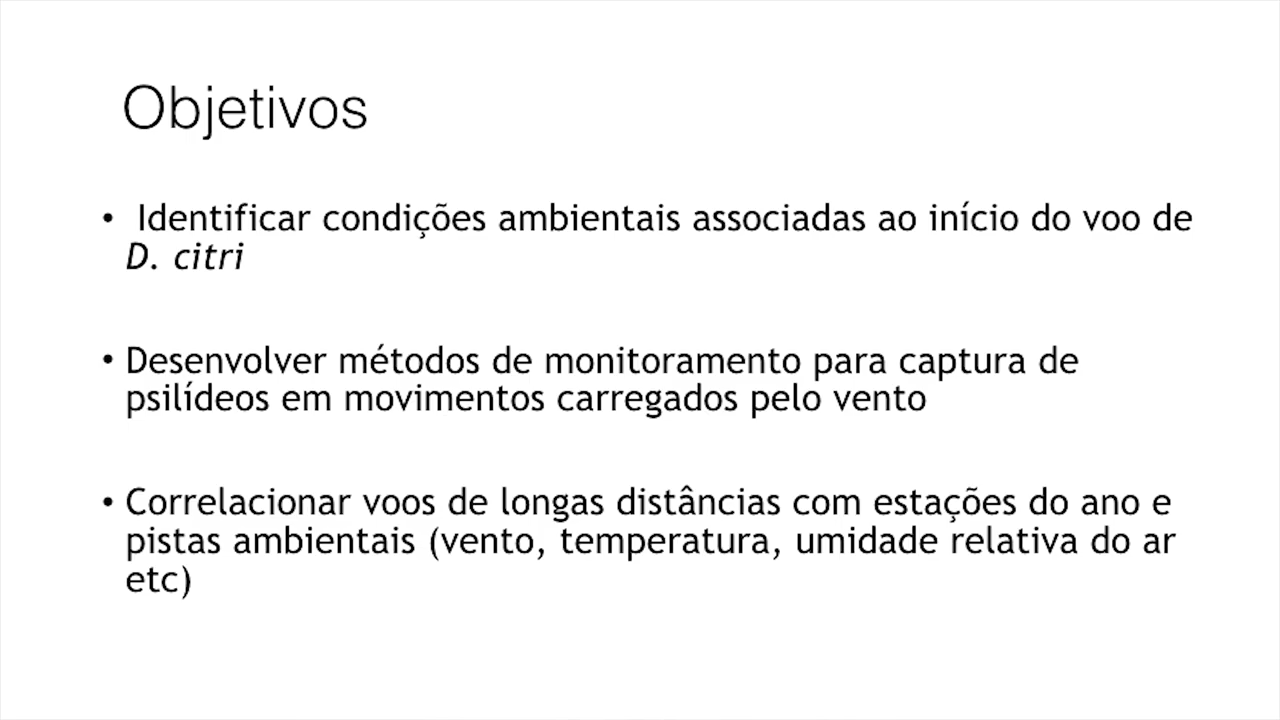 Objetivos
• Identificar condições ambientais associadas ao início do voo de
D. citri
• Desenvolver métodos de monitoramento para captura de
psilídeos em movimentos carregados pelo vento
• Correlacionar voos de longas distâncias com estações do ano e
pistas ambientais (vento, temperatura, umidade relativa do ar
etc)